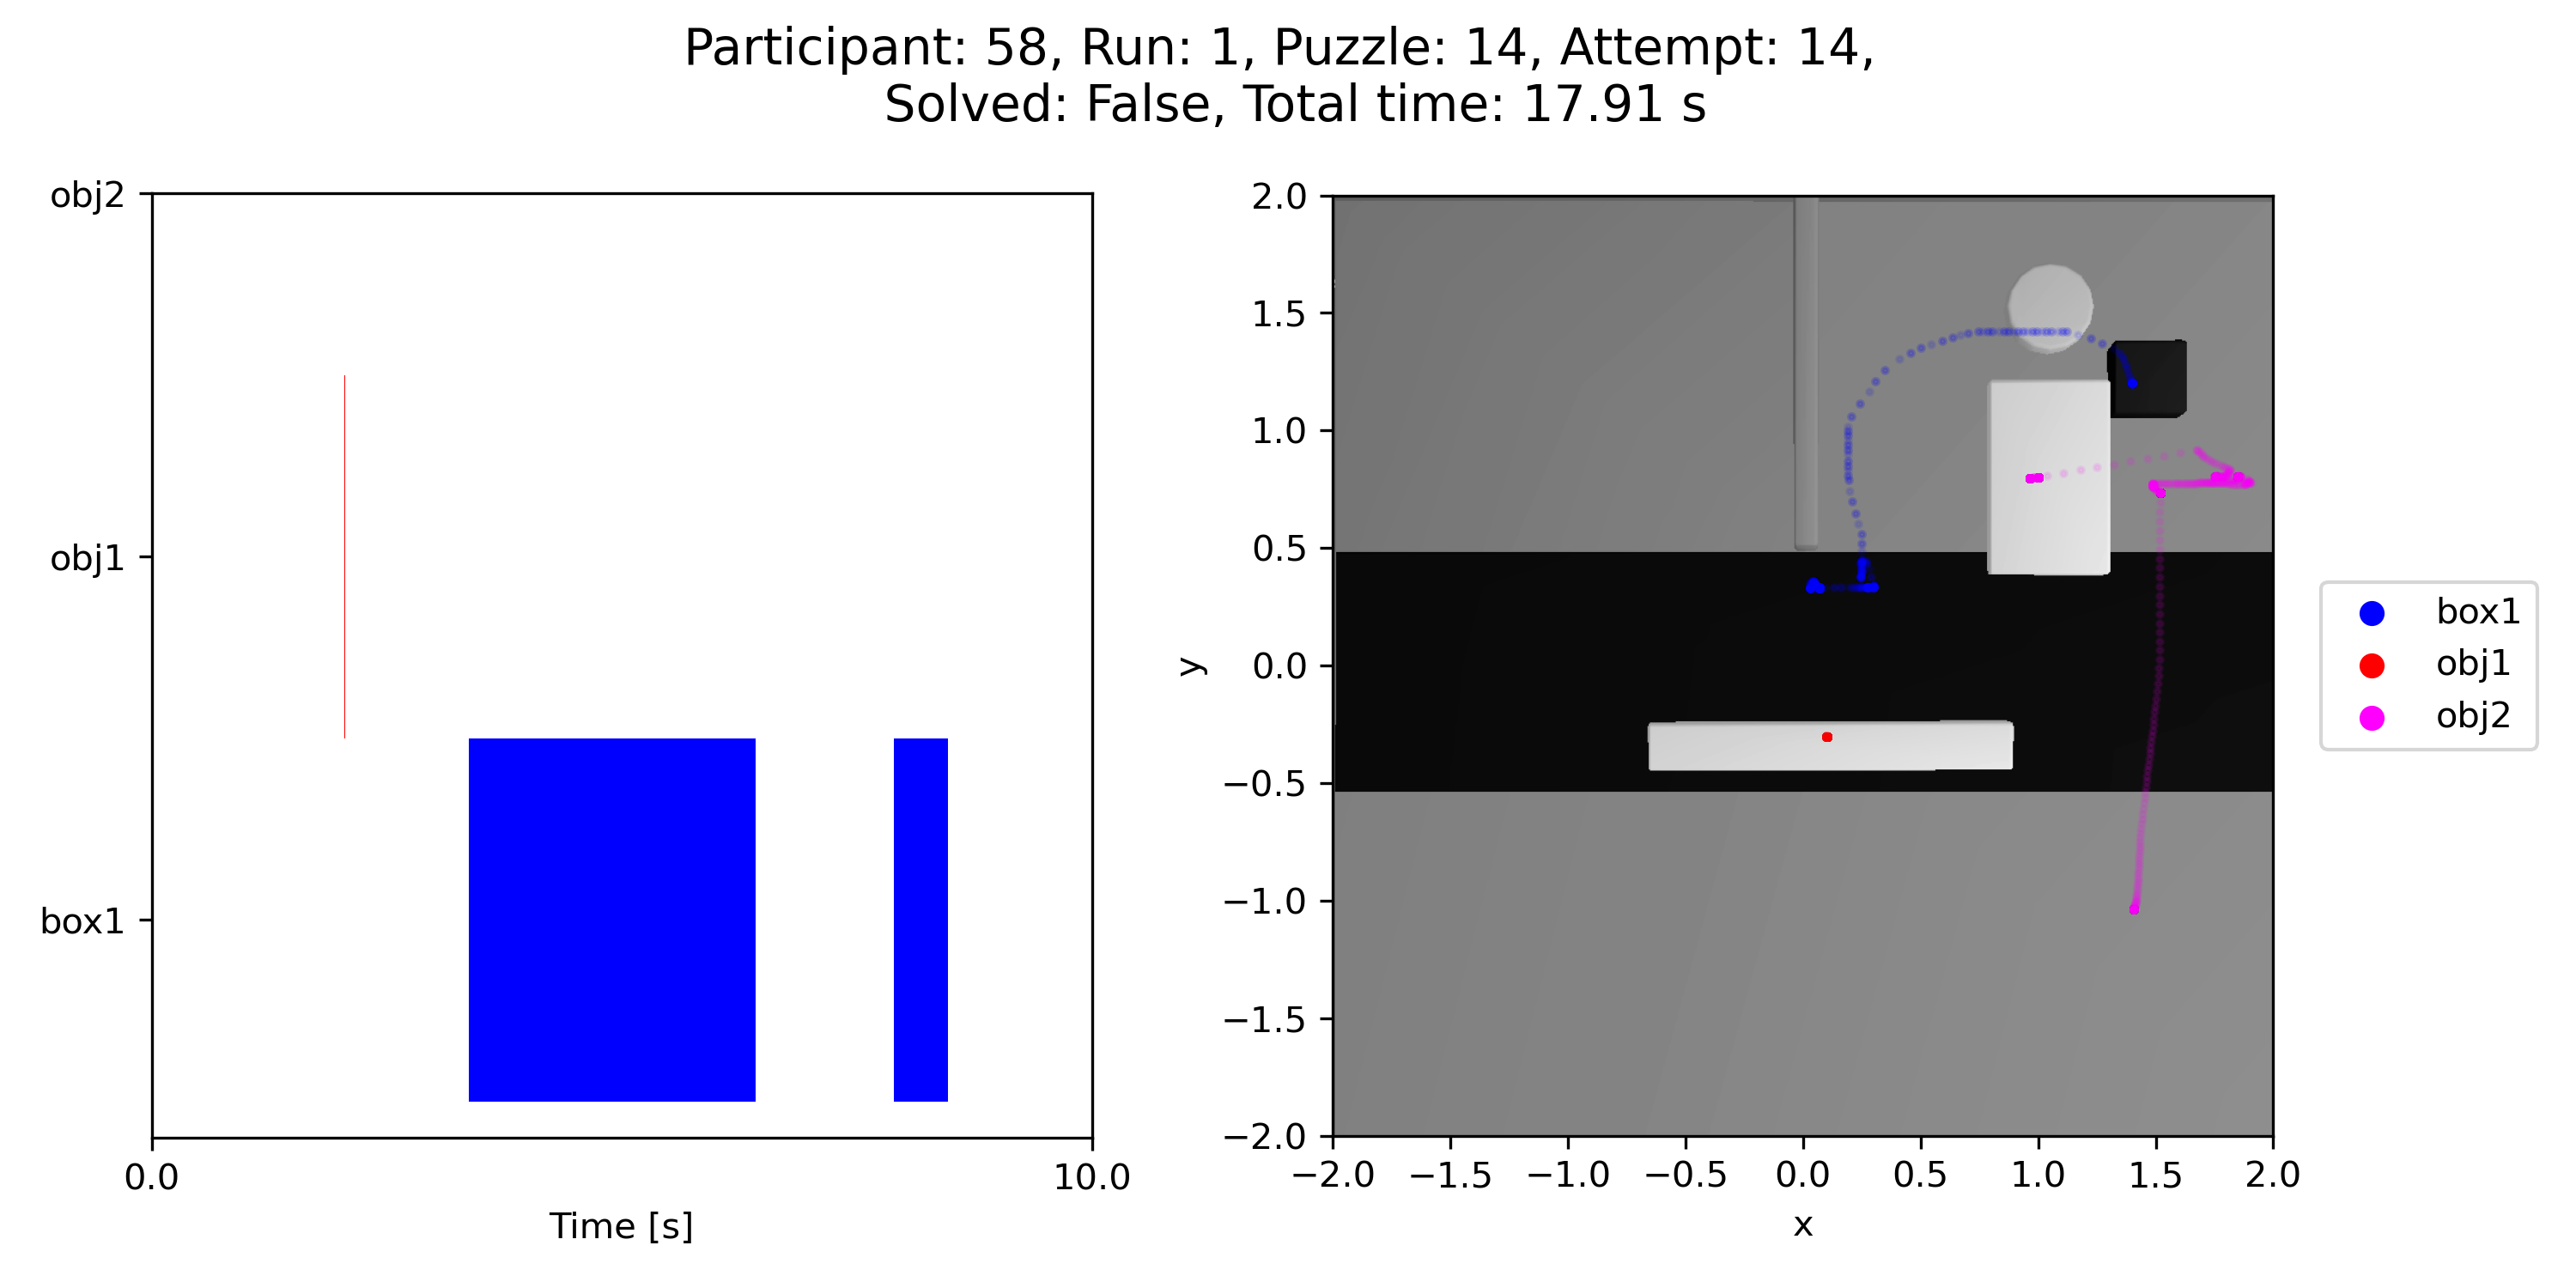 Participant: 58, Run: 1, Puzzle: 14, Attempt: 14,
Solved: False, Total time: 17.91 s
obj2
obj1
box1
0.0
10.0
Time [s]
2.0
1.5
1.0
0.5
0.0
−0.5
−1.0
−1.5
−2.0
y
−2.0
−1.5
−1.0
−0.5
0.0
0.5
1.0
1.5
2.0
x
box1
obj1
obj2